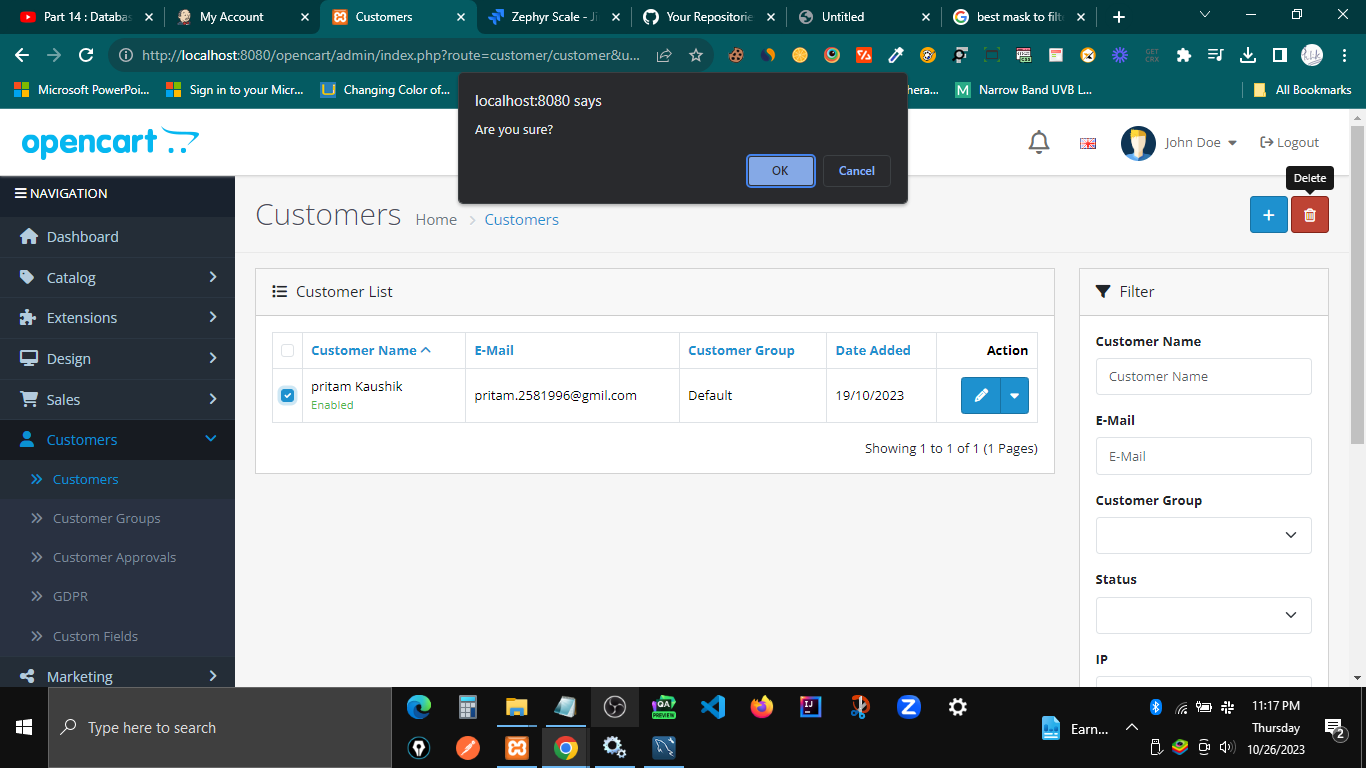 Part 14 : Databas
My Account
Customers
Zephyr Scale - Ji
Your Repositorie
Untitled
best mask to filt
http://localhost:8080/opencart/admin/index.php?route=customer/customer&u...
GET
CRX
Microsoft PowerPoi...
Sign in to your Micr...
Changing Color of...
hera...
Narrow Band UVB L...
All Bookmarks
localhost:8080 says
Are you sure?
OK
Cancel
opencart
John Doe
Logout
Delete
NAVIGATION
Dashboard
Catalog
Extensions
Design
Sales
Customers
Customers
Customer Groups
Customer Approvals
GDPR
Custom Fields
Marketing
Customers
Home
Customers
Customer List
Customer Name
E-Mail
Customer Group
Date Added
Action
pritam Kaushik
Enabled
pritam.2581996@gmil.com
Default
19/10/2023
Showing 1 to 1 of 1 (1 Pages)
Filter
Customer Name
Customer Name
E-Mail
E-Mail
Customer Group
Status
IP
Type here to search
QA
PREVIEW
IJ
Earn...
11:17 PM
Thursday
10/26/2023
2